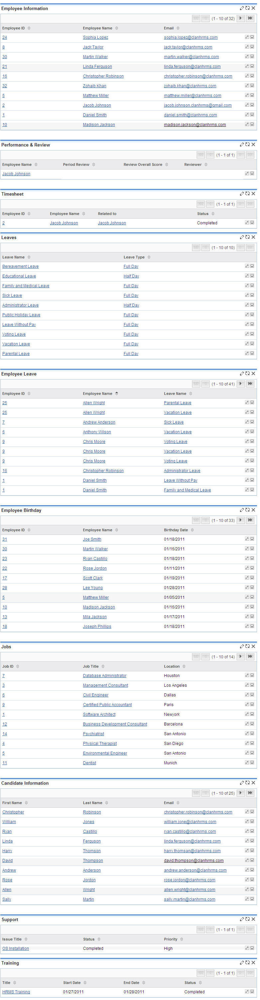 Employee Information
(1 - 10 of 32)
Employee ID Employee Name Email
24 Sophia Lopez sophia.lopez@clanhrms.com
8 Jack Taylor jack.taylor@clanhrms.com
30 Martin Walker martin.walker@clanhrms.com
21 Linda Ferguson linda.ferguson@clanhrms.com
16 Christopher Robinson christopher.robinson@clanhrms.com
32 Zohaib Khan zohaib.khan@clanhrms.com
5 Matthew Miller matthew.miller@clanhrms.com
2 Jacob Johnson jacob.johnson.clanhrms@gmail.com
1 Daniel Smith daniel.smith@clanhrms.com
10 Madison Jackson madison.jackson@clanhrms.com
Performance & Review
(1 - 1 of 1)
Employee Name Period Review Review Overall Score Reviewer
Jacob Johnson
Timesheet
(1 - 1 of 1)
Employee ID Employee Name Related to Status
2 Jacob Johnson Jacob Johnson Completed
Leaves
(1 - 10 of 10)
Leave Name Leave Type
Bereavement Leave Full Day
Educational Leave Half Day
Family and Medical Leave Full Day
Sick Leave Full Day
Administrator Leave Half Day
Public Holiday Leave Full Day
Leave Without Pay Full Day
Voting Leave Full Day
Vacation Leave Full Day
Parental Leave Full Day
Employee Leave
(1 - 10 of 41)
Employee ID Employee Name Leave Name
25 Allen Wright Parental Leave
25 Allen Wright Vacation Leave
7 Andrew Anderson Sick Leave
6 Anthony Wilson Vacation Leave
9 Chris Moore Voting Leave
9 Chris Moore Vacation Leave
9 Chris Moore Voting Leave
16 Christopher Robinson Administrator Leave
1 Daniel Smith Leave Without Pay
1 Daniel Smith Family and Medical Leave
Employee Birthday
(1 - 10 of 33)
Employee ID Employee Name Birthday Date
31 Joe Smith 01/18/2011
30 Martin Walker 01/16/2011
23 Ryan Castillo 01/18/2011
22 Rose Jordon 01/11/2011
17 Scott Clark 01/19/2011
28 Lee Young 01/28/2011
5 Matthew Miller 01/05/2011
10 Madison Jackson 01/16/2011
13 Mila Jackson 01/17/2011
18 Joseph Phillips 01/18/2011
Jobs
(1 - 10 of 14)
Job ID Job Title Location
7 Database Administrator Houston
3 Management Consultant Los Angeles
6 Civil Engineer Dallas
9 Certified Public Accountant Paris
1 Software Architect Newyork
12 Business Development Consultant Barcelona
14 Psychiatrist San Antonio
4 Physical Therapist San Diego
5 Environmental Engineer San Antonio
11 Dentist Munich
Candidate Information
(1 - 10 of 25)
First Name Last Name Email
Christopher Robinson christopher.robinson@clanhrms.com
William Jones william.jone@clanhrms.com
Ryan Castillo ryan.castillo@clanhrms.com
Linda Ferguson linda.ferguson@clanhrms.com
Harry Thomson harry.thomsan@clanhrms.com
David Thompson david.thompson@clanhrms.com
Andrew Anderson andrew.anderson@clanhrms.com
Rose Jordon rose.jordon@clanhrms.com
Allen Wright allen.wright@clanhrms.com
Sally Martin sally.martin@clanhrms.com
Support
(1 - 1 of 1)
Issue Title Status Priority
OS Installation Completed High
Training
(1 - 1 of 1)
Title Start Date End Date Status
HRMS Training 01/27/2011 01/28/2011 Completed